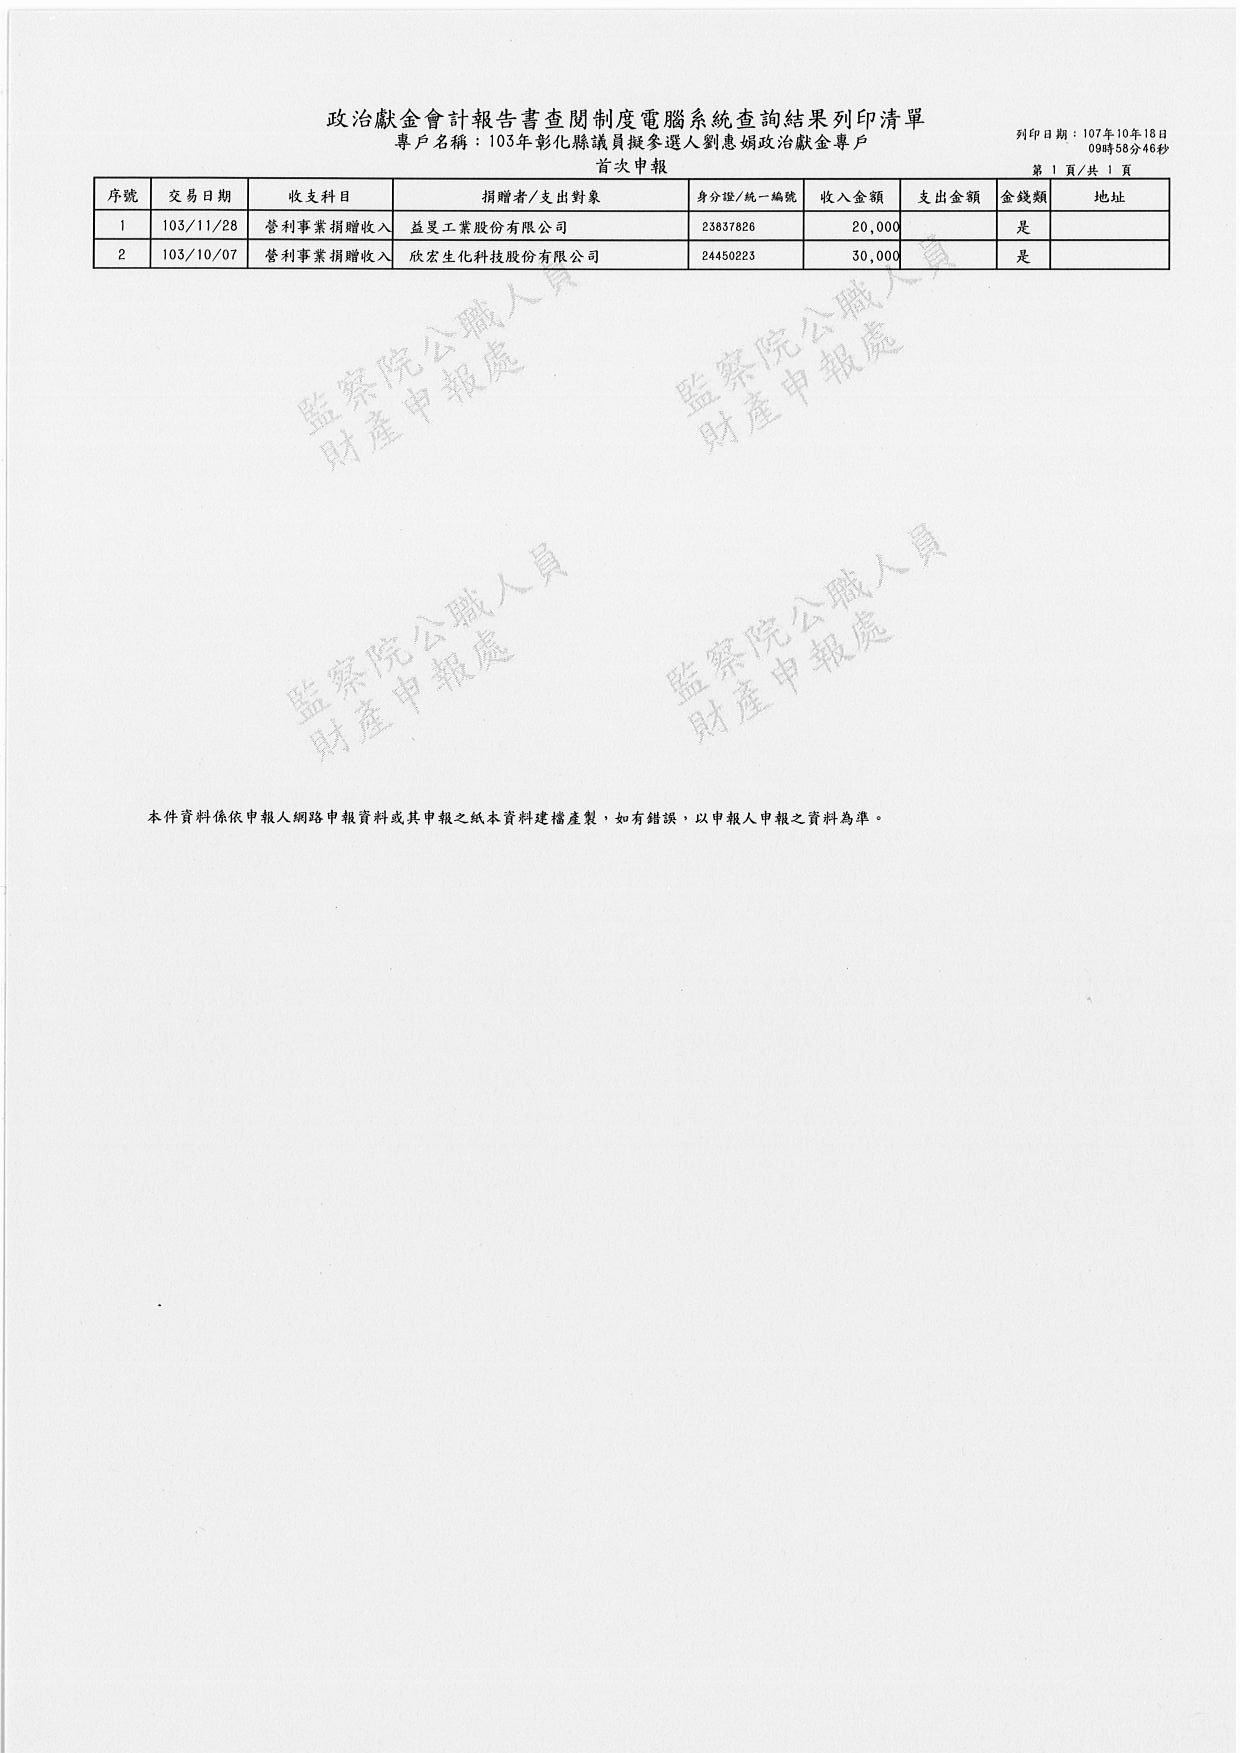 政治獻金會計報告書查閱制度電腦系統查詢結果列印清單
專戶名稱：103年彰化縣議員擬參選人劉惠娟政治獻金專戶
首次申報
列印日期：107年10年18日
09時58分46秒
第 1 頁/共 1 頁
序號 交易日期 收支科目 捐贈者/支出對象 身分證/統一編號 收入金額 支出金額 金錢類 地址
1 103/11/28 營利事業捐贈收入 益旻工業股份有限公司 23837826 20,000 是
2 103/10/07 營利事業捐贈收入 欣宏生化科技股份有限公司 24450223 30,000 是
監察院公職人員
財產申報處
監察院公職人員
財產申報處
監察院公職人員
財產申報處
監察院公職人員
財產申報處
本件資料係依申報人網路申報資料或其申報之紙本資料建檔產製，如有錯誤，以申報人申報之資料為準。